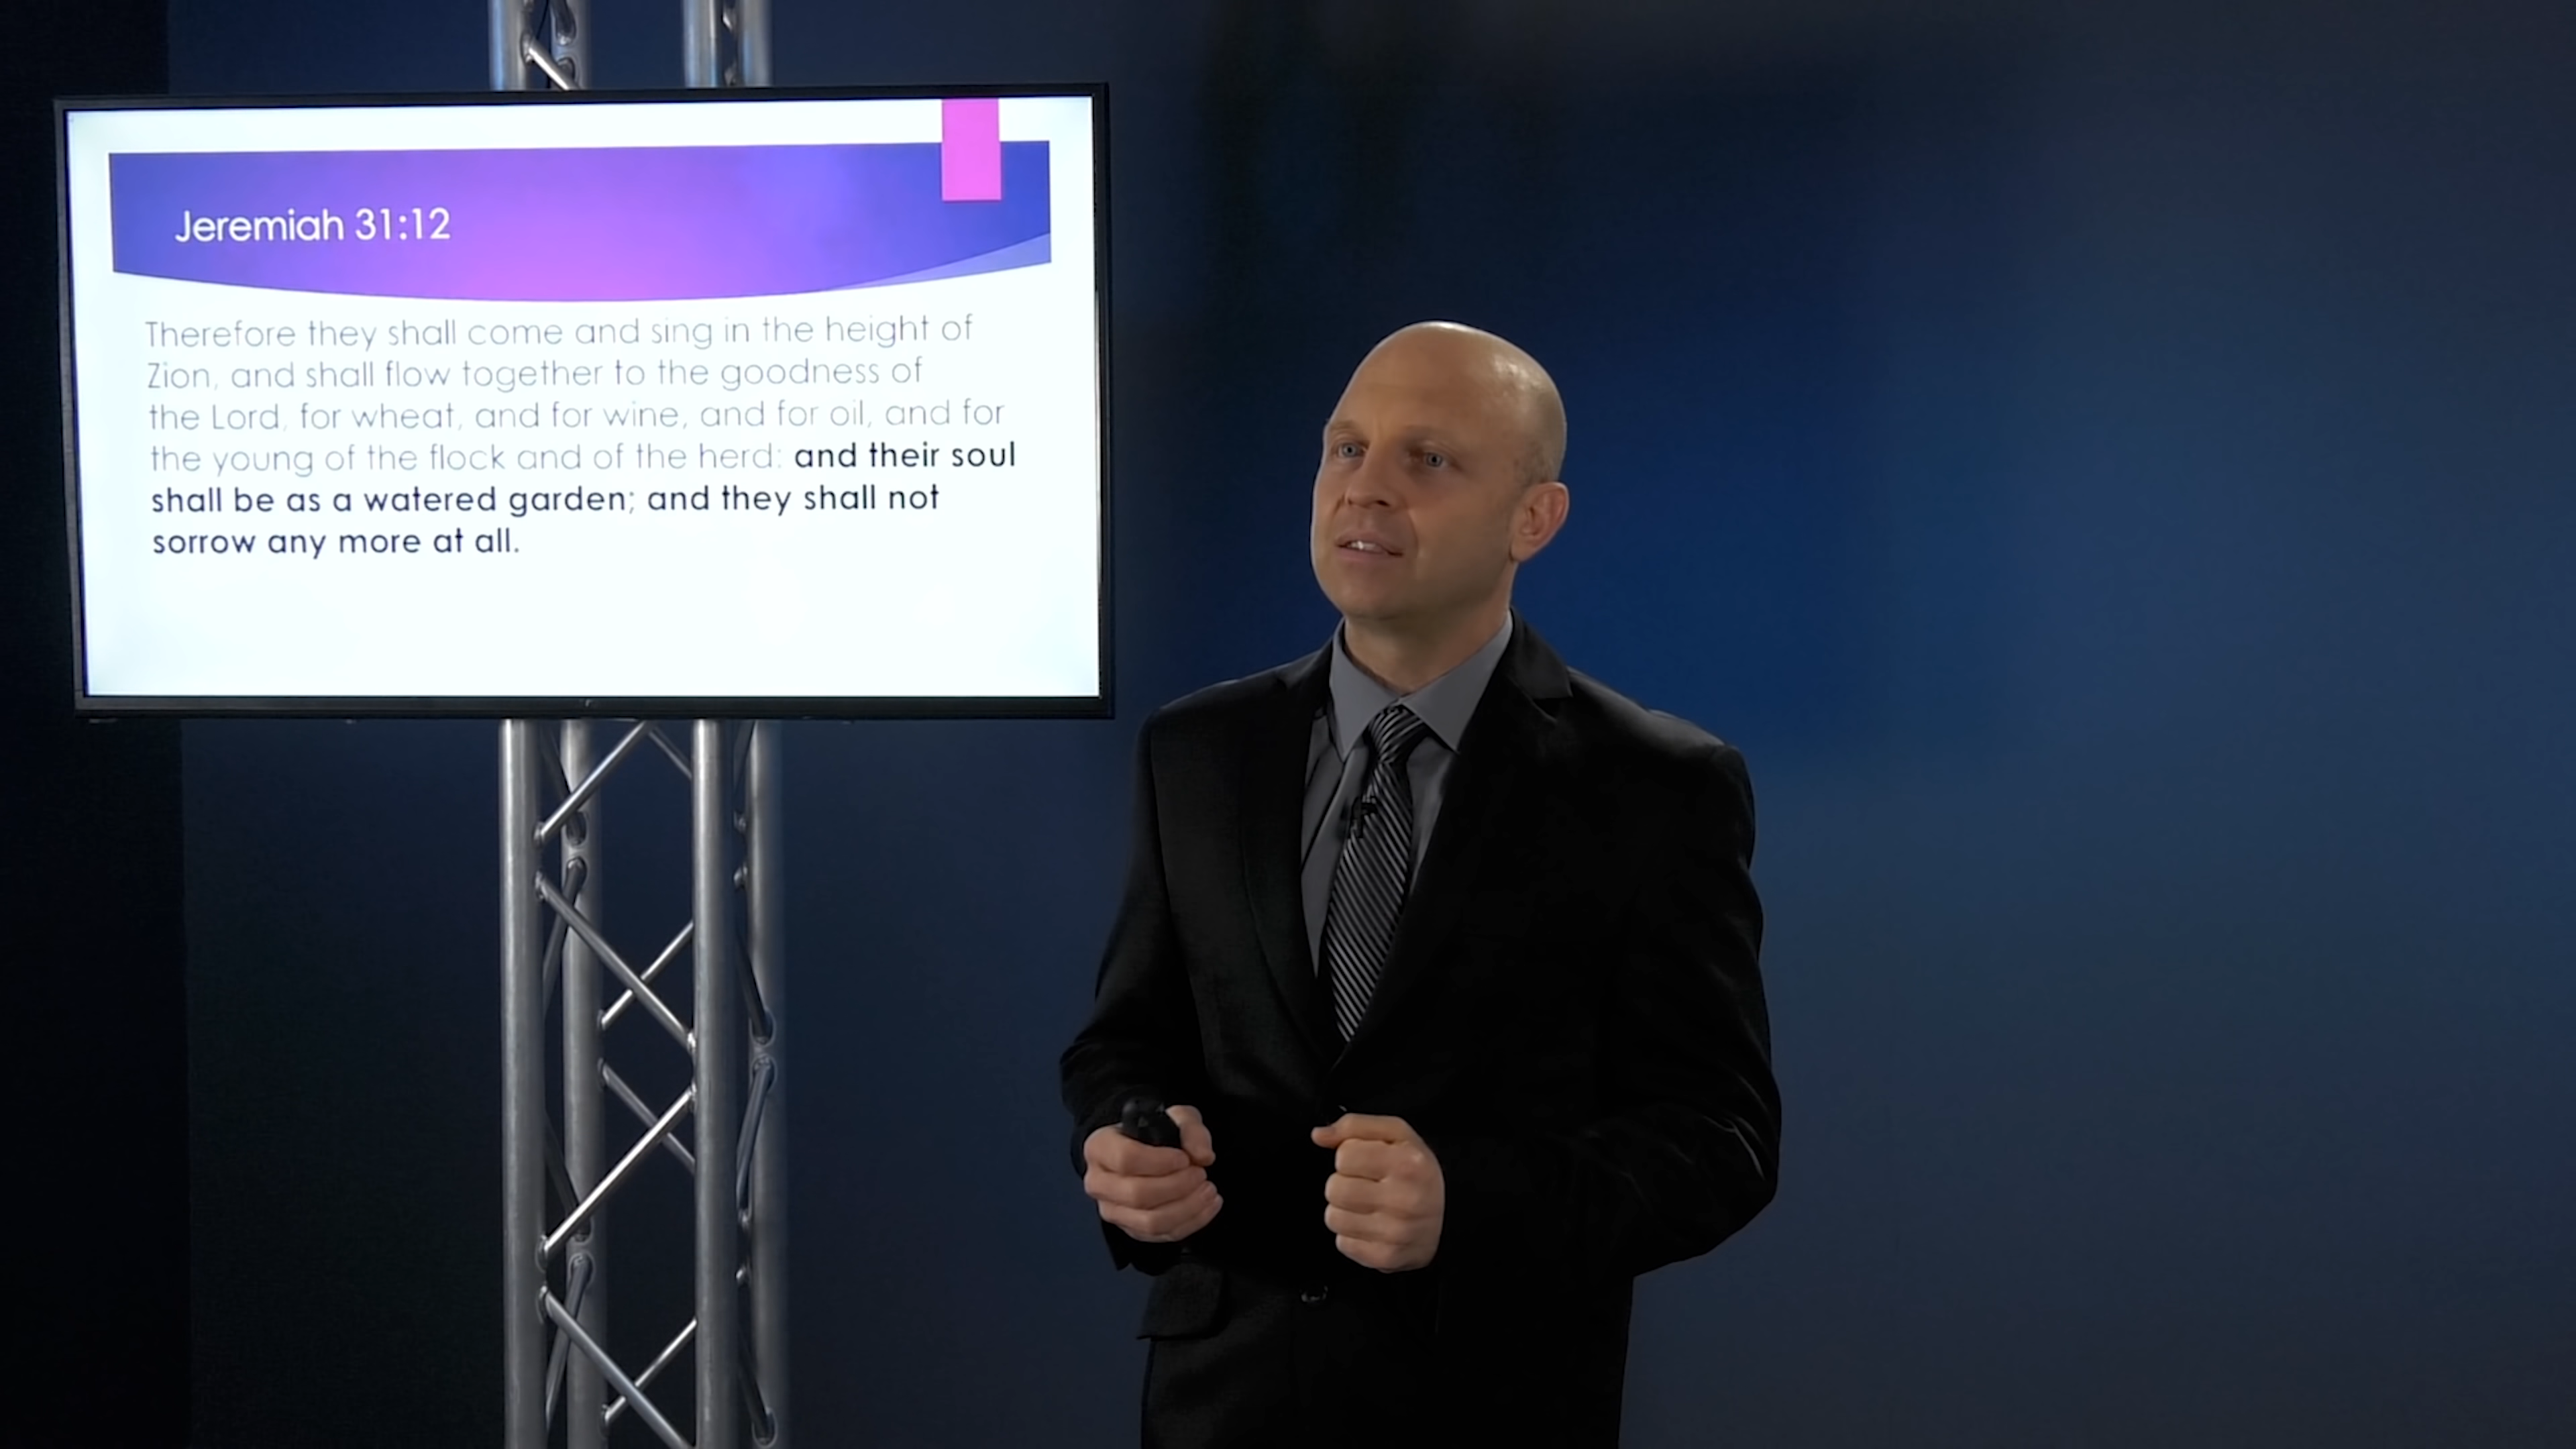 Jeremiah 31:12
Therefore they shall come and sing in the height of
Zion, and shall flow together to the goodness of
the Lord, for wheat, and for wine, and for oil, and for
the young of the flock and of the herd: and their soul
shall be as a watered garden; and they shall not
sorrow any more at all.